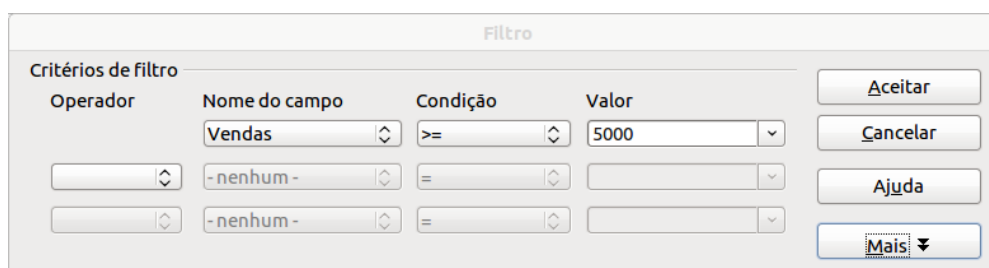 Filtro
Critérios de filtro
Operador Nome do campo Condição Valor
Vendas >= 5000
- nenhum - =
- nenhum - =
Aceitar
Cancelar
Ajuda
Mais